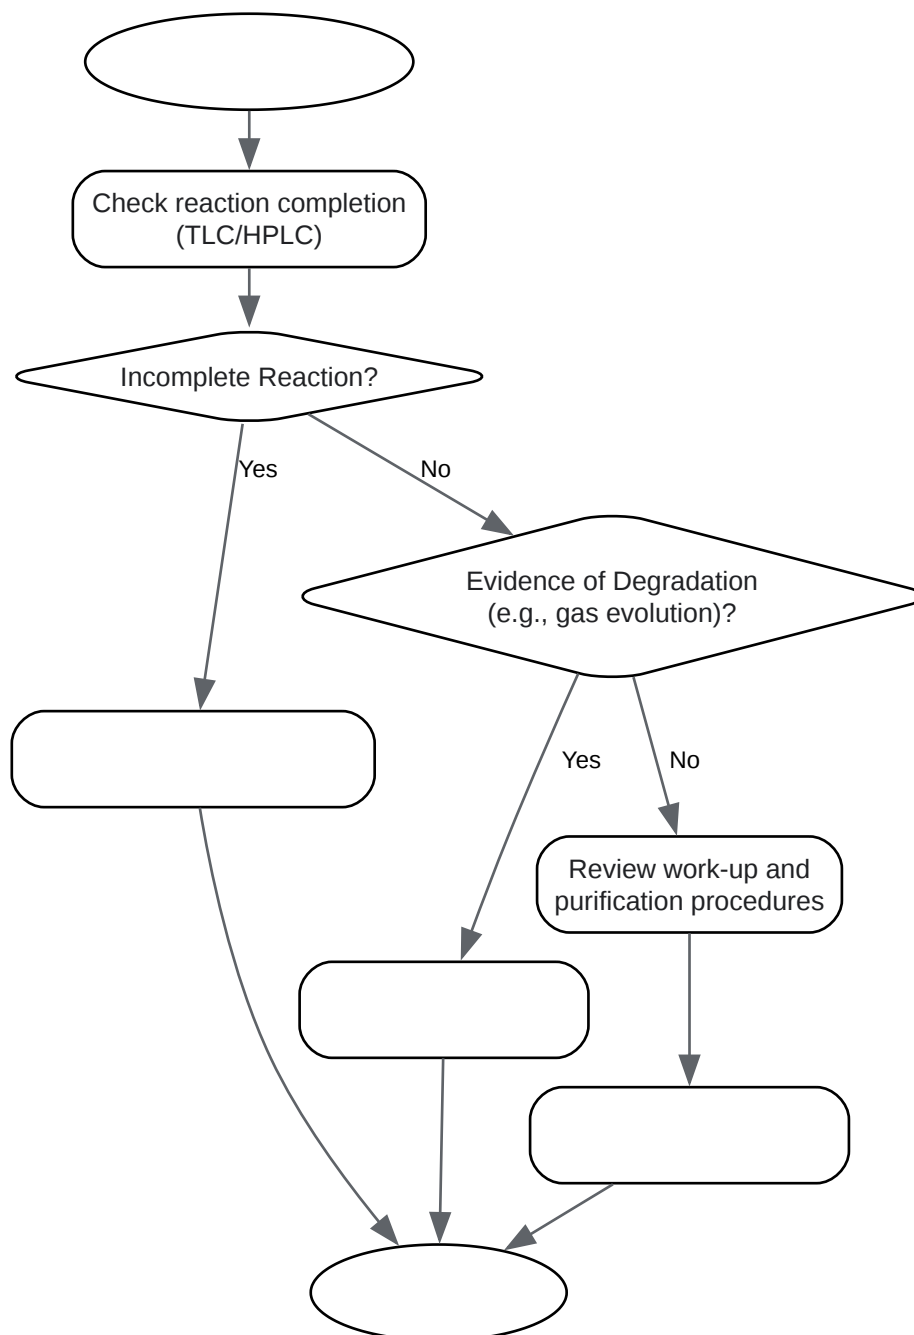 Check reaction completion
(TLC/HPLC)
Incomplete Reaction?
Yes
No
Evidence of Degradation
(e.g., gas evolution)?
Yes
No
Review work-up and
purification procedures